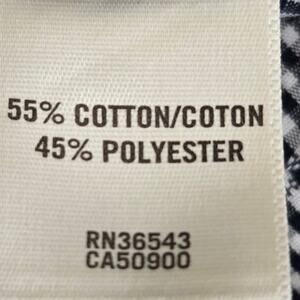 55% COTTON/COTON
45% POLYESTER
RN36543
CA50900